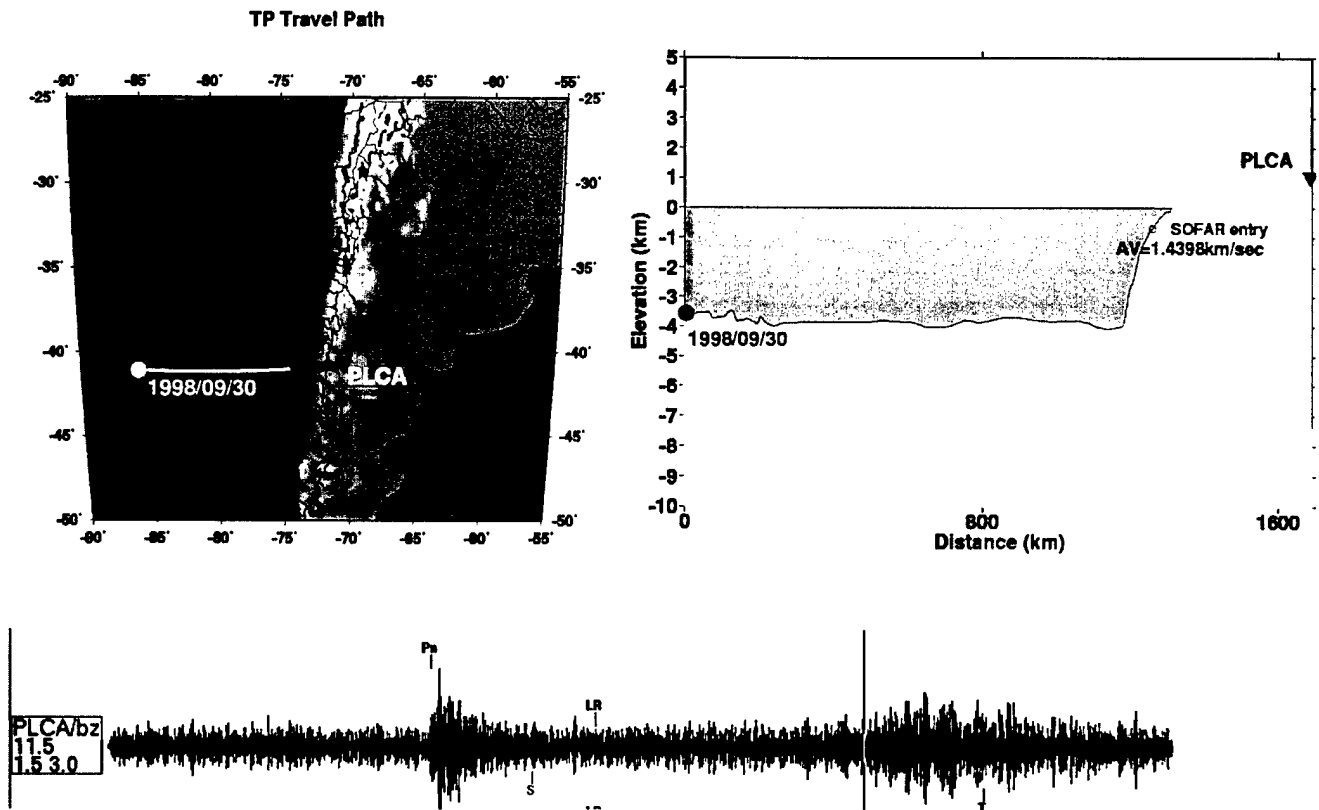 TP Travel Path
-90° -85° -80° -75° -70° -65° -60° -55°
-25° -25°
-30° -30°
-35° -35°
-40° -40°
-45° -45°
-50° -50°
-90° -85° -80° -75° -70° -65° -60° -55°
1998/09/30
PLCA
5
4
3
2
1
0
-1
-2
-3
-4
-5
-6
-7
-8
-9
-10
Elevation (km)
PLCA
SOFAR entry
AV=1.4398km/sec
1998/09/30
0 800 1600
Distance (km)
Pn
LR
PLCA/bz
11.5
1.5 3.0
S
T